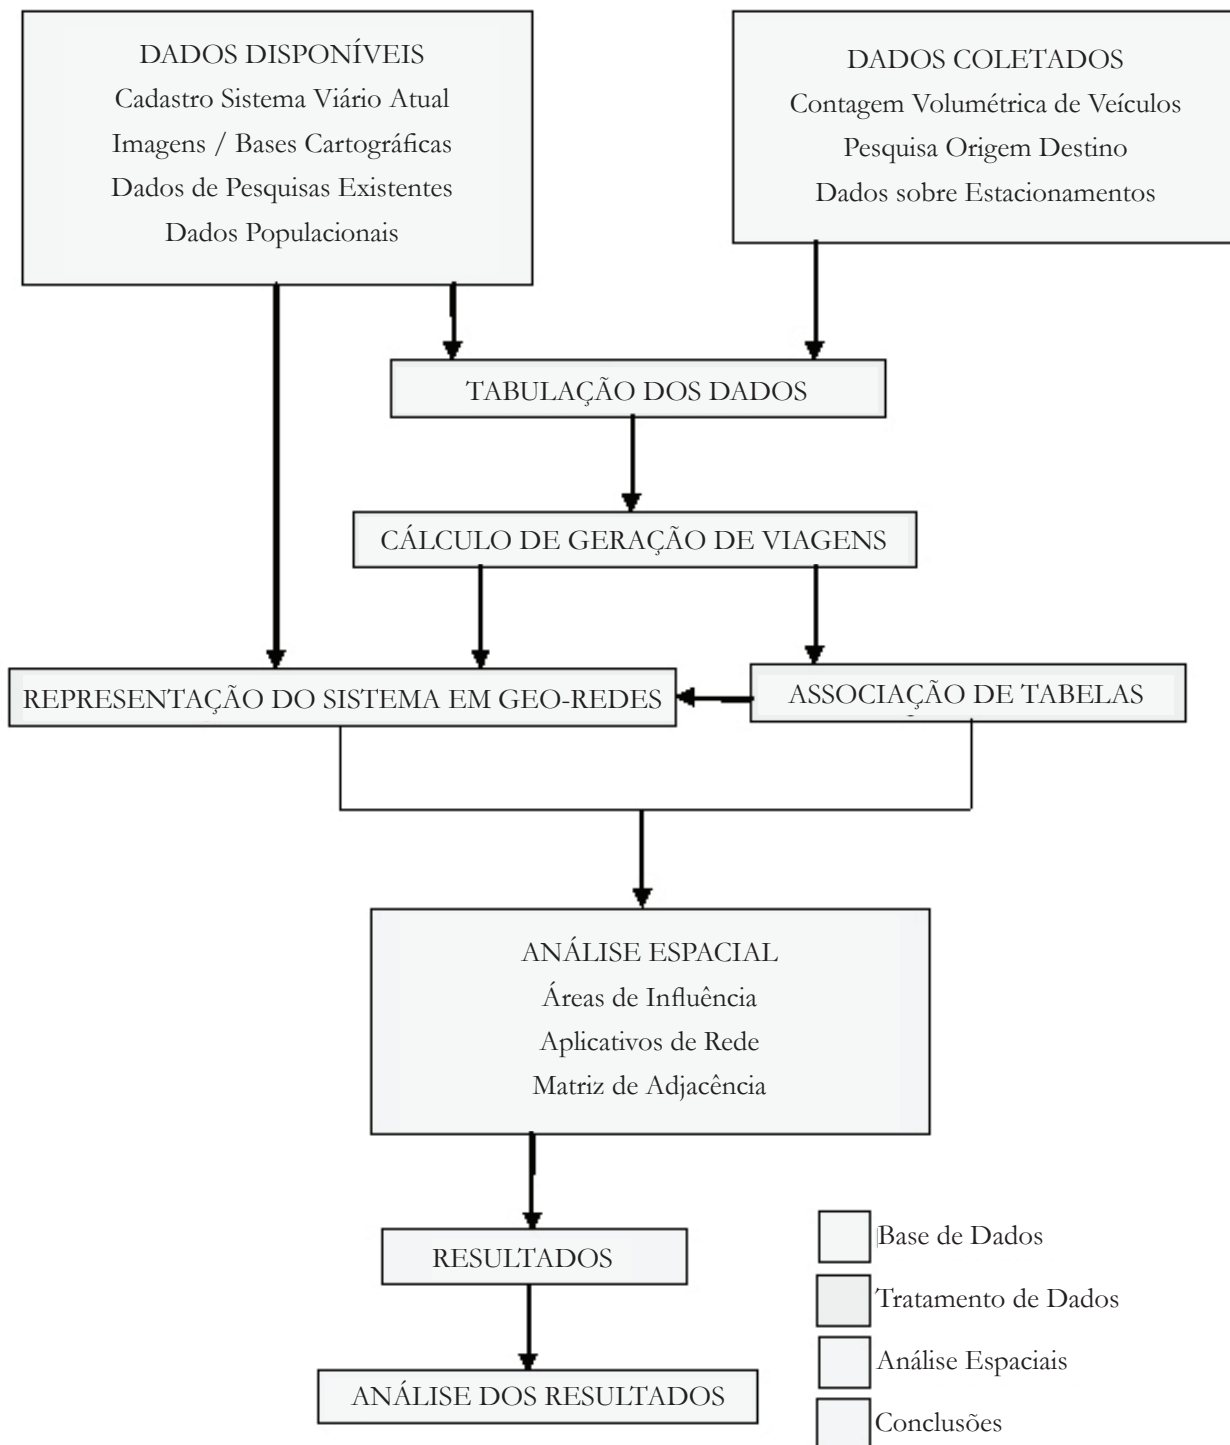 DADOS DISPONÍVEIS
Cadastro Sistema Viário Atual
Imagens / Bases Cartográficas
Dados de Pesquisas Existentes
Dados Populacionais
DADOS COLETADOS
Contagem Volumétrica de Veículos
Pesquisa Origem Destino
Dados sobre Estacionamentos
TABULAÇÃO DOS DADOS
CÁLCULO DE GERAÇÃO DE VIAGENS
REPRESENTAÇÃO DO SISTEMA EM GEO-REDES
ASSOCIAÇÃO DE TABELAS
ANÁLISE ESPACIAL
Áreas de Influência
Aplicativos de Rede
Matriz de Adjacência
RESULTADOS
ANÁLISE DOS RESULTADOS
Base de Dados
Tratamento de Dados
Análise Espaciais
Conclusões